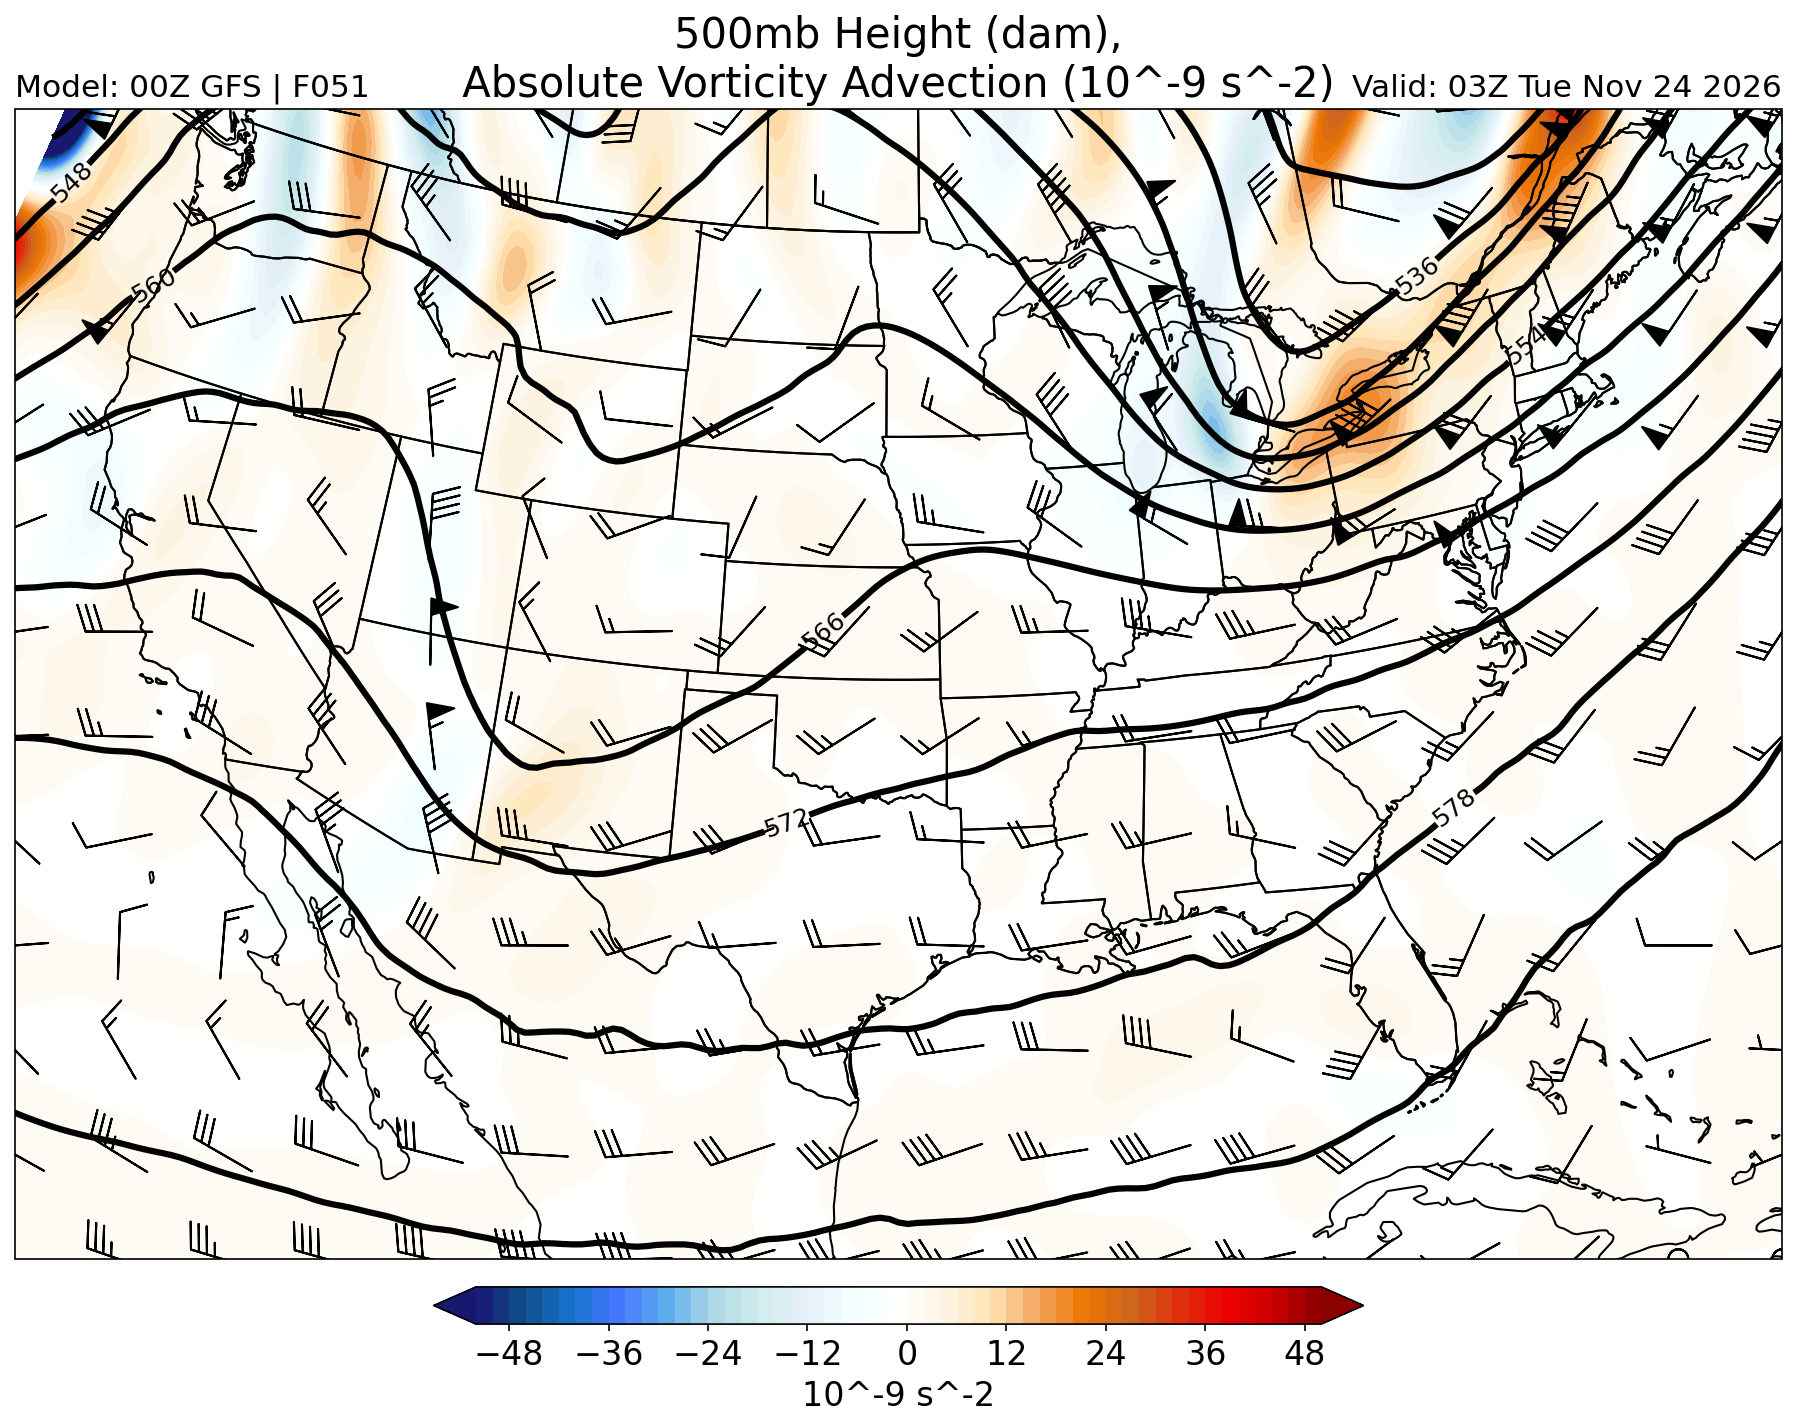 500mb Height (dam),
Model: 00Z GFS | F051
Absolute Vorticity Advection (10^-9 s^-2)
Valid: 03Z Tue Nov 24 2026
548
560
536
554
566
572
578
−48 −36 −24 −12 0 12 24 36 48
10^-9 s^-2